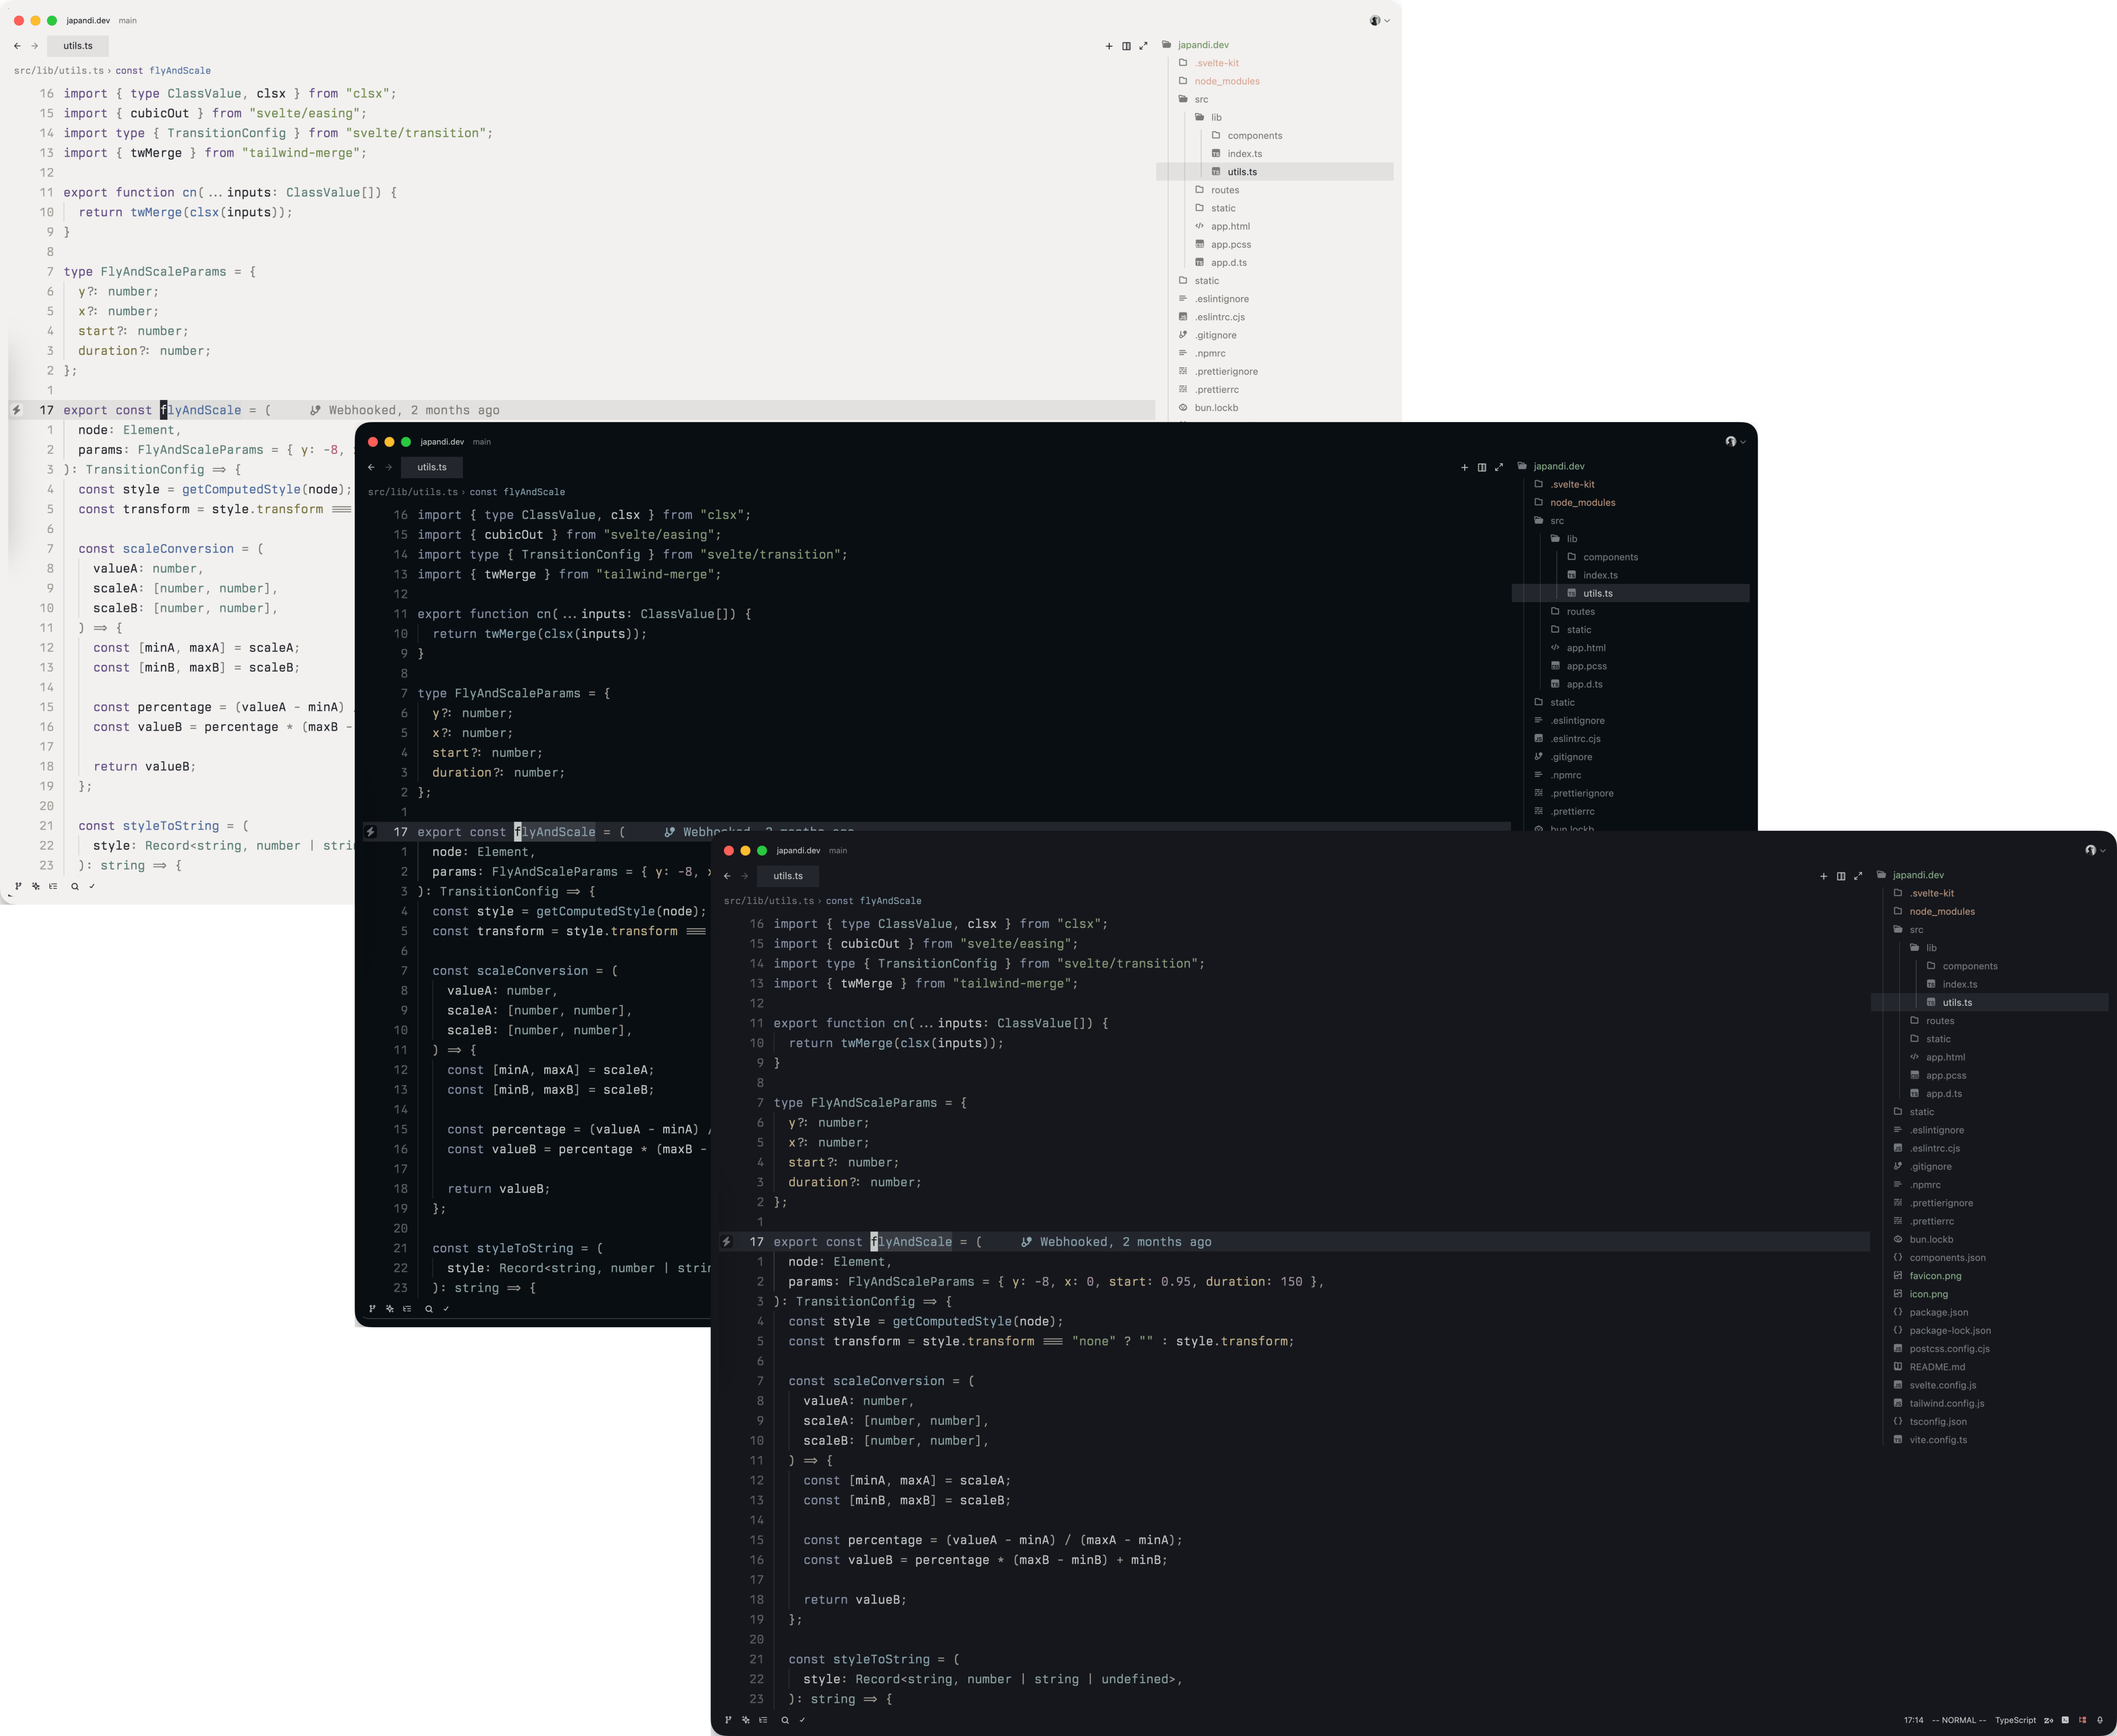 japandi.dev main
utils.ts
src/lib/utils.ts › const flyAndScale
16 import { type ClassValue, clsx } from "clsx";
15 import { cubicOut } from "svelte/easing";
14 import type { TransitionConfig } from "svelte/transition";
13 import { twMerge } from "tailwind-merge";
12
11 export function cn(...inputs: ClassValue[]) {
10 return twMerge(clsx(inputs));
9 }
8
7 type FlyAndScaleParams = {
6 y?: number;
5 x?: number;
4 start?: number;
3 duration?: number;
2 };
1
17 export const flyAndScale = ( Webhooked, 2 months ago
1 node: Element,
2 params: FlyAndScaleParams = { y: -8,
3 ): TransitionConfig => {
4 const style = getComputedStyle(node);
5 const transform = style.transform ===
6
7 const scaleConversion = (
8 valueA: number,
9 scaleA: [number, number],
10 scaleB: [number, number],
11 ) => {
12 const [minA, maxA] = scaleA;
13 const [minB, maxB] = scaleB;
14
15 const percentage = (valueA - minA)
16 const valueB = percentage * (maxB -
17
18 return valueB;
19 };
20
21 const styleToString = (
22 style: Record<string, number | stri
23 ): string => {
japandi.dev
.svelte-kit
node_modules
src
lib
components
index.ts
utils.ts
routes
static
app.html
app.pcss
app.d.ts
static
.eslintignore
.eslintrc.cjs
.gitignore
.npmrc
.prettierignore
.prettierrc
bun.lockb
japandi.dev main
utils.ts
src/lib/utils.ts › const flyAndScale
16 import { type ClassValue, clsx } from "clsx";
15 import { cubicOut } from "svelte/easing";
14 import type { TransitionConfig } from "svelte/transition";
13 import { twMerge } from "tailwind-merge";
12
11 export function cn(...inputs: ClassValue[]) {
10 return twMerge(clsx(inputs));
9 }
8
7 type FlyAndScaleParams = {
6 y?: number;
5 x?: number;
4 start?: number;
3 duration?: number;
2 };
1
17 export const flyAndScale = ( Webhooked, 2 months ago
1 node: Element,
2 params: FlyAndScaleParams = { y: -8, x
3 ): TransitionConfig => {
4 const style = getComputedStyle(node);
5 const transform = style.transform ===
6
7 const scaleConversion = (
8 valueA: number,
9 scaleA: [number, number],
10 scaleB: [number, number],
11 ) => {
12 const [minA, maxA] = scaleA;
13 const [minB, maxB] = scaleB;
14
15 const percentage = (valueA - minA) /
16 const valueB = percentage * (maxB -
17
18 return valueB;
19 };
20
21 const styleToString = (
22 style: Record<string, number | strin
23 ): string => {
japandi.dev
.svelte-kit
node_modules
src
lib
components
index.ts
utils.ts
routes
static
app.html
app.pcss
app.d.ts
static
.eslintignore
.eslintrc.cjs
.gitignore
.npmrc
.prettierignore
.prettierrc
bun.lockb
japandi.dev main
utils.ts
src/lib/utils.ts › const flyAndScale
16 import { type ClassValue, clsx } from "clsx";
15 import { cubicOut } from "svelte/easing";
14 import type { TransitionConfig } from "svelte/transition";
13 import { twMerge } from "tailwind-merge";
12
11 export function cn(...inputs: ClassValue[]) {
10 return twMerge(clsx(inputs));
9 }
8
7 type FlyAndScaleParams = {
6 y?: number;
5 x?: number;
4 start?: number;
3 duration?: number;
2 };
1
17 export const flyAndScale = ( Webhooked, 2 months ago
1 node: Element,
2 params: FlyAndScaleParams = { y: -8, x: 0, start: 0.95, duration: 150 },
3 ): TransitionConfig => {
4 const style = getComputedStyle(node);
5 const transform = style.transform === "none" ? "" : style.transform;
6
7 const scaleConversion = (
8 valueA: number,
9 scaleA: [number, number],
10 scaleB: [number, number],
11 ) => {
12 const [minA, maxA] = scaleA;
13 const [minB, maxB] = scaleB;
14
15 const percentage = (valueA - minA) / (maxA - minA);
16 const valueB = percentage * (maxB - minB) + minB;
17
18 return valueB;
19 };
20
21 const styleToString = (
22 style: Record<string, number | string | undefined>,
23 ): string => {
japandi.dev
.svelte-kit
node_modules
src
lib
components
index.ts
utils.ts
routes
static
app.html
app.pcss
app.d.ts
static
.eslintignore
.eslintrc.cjs
.gitignore
.npmrc
.prettierignore
.prettierrc
bun.lockb
components.json
favicon.png
icon.png
package.json
package-lock.json
postcss.config.cjs
README.md
svelte.config.js
tailwind.config.js
tsconfig.json
vite.config.ts
17:14 -- NORMAL -- TypeScript